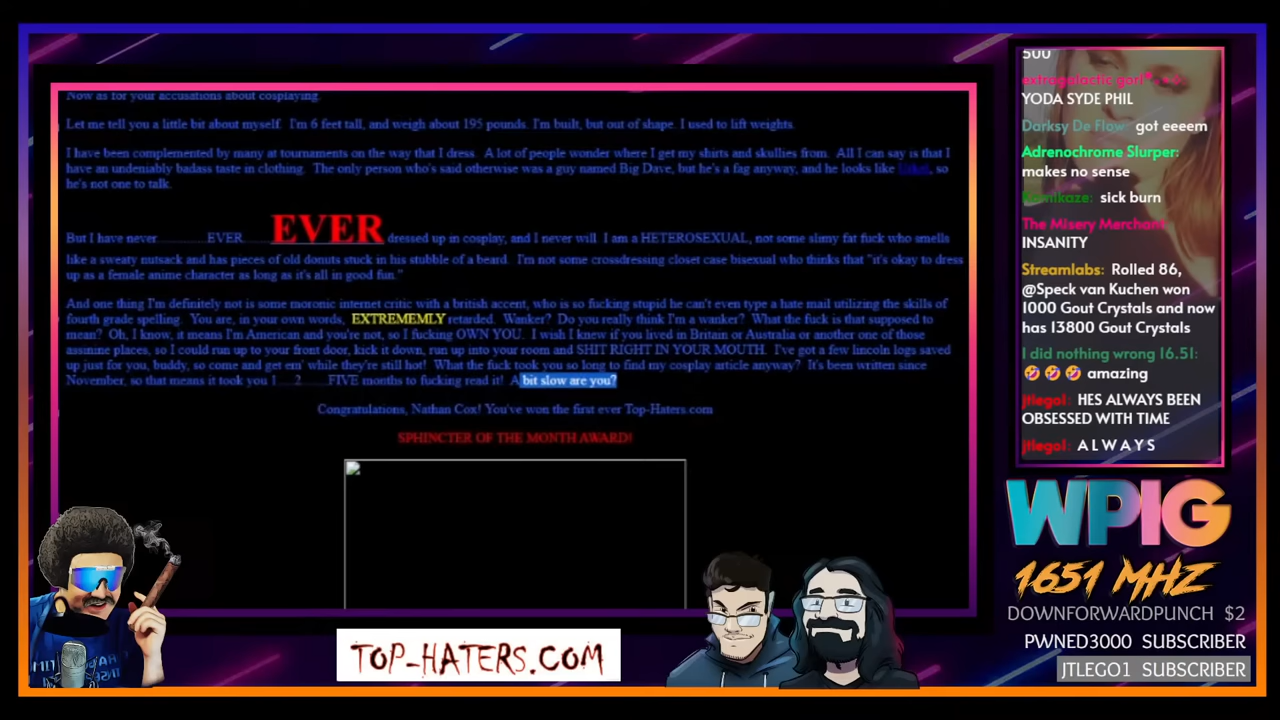 Now as for your accusations about cosplaying.
Let me tell you a little bit about myself. I'm 6 feet tall, and weigh about 195 pounds. I'm built, but out of shape. I used to lift weights.
I have been complemented by many at tournaments on the way that I dress. A lot of people wonder where I get my shirts and skullies from. All I can say is that I
have an undeniably badass taste in clothing. The only person who's said otherwise was a guy named Big Dave, but he's a fag anyway, and he looks like so
he's not one to talk.
But I have never..............EVER........EVER dressed up in cosplay, and I never will. I am a HETEROSEXUAL, not some slimy fat fuck who smells
like a sweaty nutsack and has pieces of old donuts stuck in his stubble of a beard. I'm not some crossdressing closet case bisexual who thinks that "it's okay to dress
up as a female anime character as long as it's all in good fun."
And one thing I'm definitely not is some moronic internet critic with a british accent, who is so fucking stupid he can't even type a hate mail utilizing the skills of
fourth grade spelling. You are, in your own words, EXTREMEMLY retarded. Wanker? Do you really think I'm a wanker? What the fuck is that supposed to
mean? Oh, I know, it means I'm American and you're not, so I fucking OWN YOU. I wish I knew if you lived in Britain or Australia or another one of those
assinine places, so I could run up to your front door, kick it down, run up into your room and SHIT RIGHT IN YOUR MOUTH. I've got a few lincoln logs saved
up just for you, buddy, so come and get em' while they're still hot! What the fuck took you so long to find my cosplay article anyway? It's been written since
November, so that means it took you 1.....2........FIVE months to fucking read it! A bit slow are you?
Congratulations, Nathan Cox! You've won the first ever Top-Haters.com
SPHINCTER OF THE MONTH AWARD!
TOP-HATERS.COM
500
extragalactic gorl
YODA SYDE PHIL
Darksy De Flow: got eeeem
Adrenochrome Slurper:
makes no sense
Kamikaze: sick burn
The Misery Merchant:
INSANITY
Streamlabs: Rolled 86,
@Speck van Kuchen won
1000 Gout Crystals and now
has 13800 Gout Crystals
I did nothing wrong 16.51:
🤣 🤣 🤣 amazing
jtlego1: HES ALWAYS BEEN
OBSESSED WITH TIME
jtlego1: A L W A Y S
WPIG
1651 MHZ
DOWNFORWARDPUNCH $2
PWNED3000 SUBSCRIBER
JTLEGO1 SUBSCRIBER